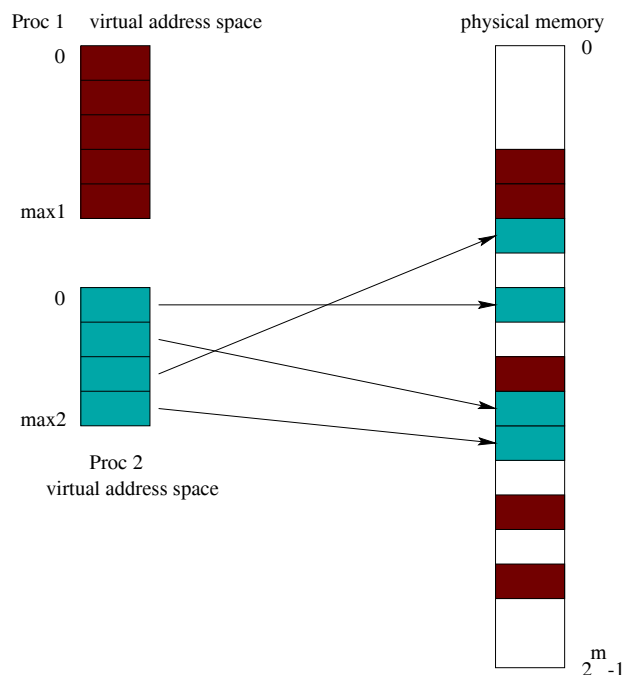 Proc 1 virtual address space
physical memory
0
0
max1
0
max2
Proc 2
virtual address space
m
2 -1